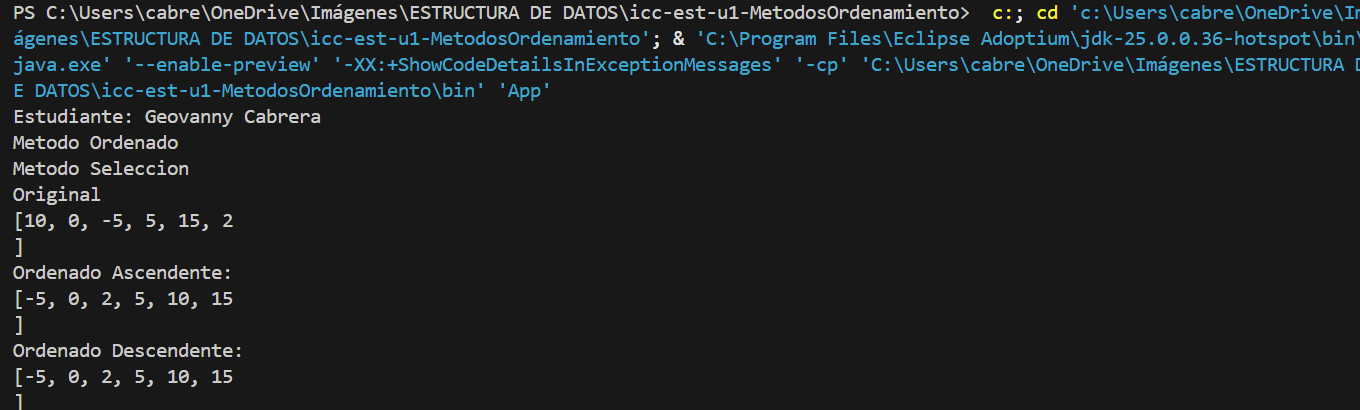 PS C:\Users\cabre\OneDrive\Imágenes\ESTRUCTURA DE DATOS\icc-est-u1-MetodosOrdenamiento>  c:; cd 'c:\Users\cabre\OneDrive\Im
ágenes\ESTRUCTURA DE DATOS\icc-est-u1-MetodosOrdenamiento'; & 'C:\Program Files\Eclipse Adoptium\jdk-25.0.0.36-hotspot\bin\
java.exe' '--enable-preview' '-XX:+ShowCodeDetailsInExceptionMessages' '-cp' 'C:\Users\cabre\OneDrive\Imágenes\ESTRUCTURA D
E DATOS\icc-est-u1-MetodosOrdenamiento\bin' 'App'
Estudiante: Geovanny Cabrera
Metodo Ordenado
Metodo Seleccion
Original
[10, 0, -5, 5, 15, 2
]
Ordenado Ascendente:
[-5, 0, 2, 5, 10, 15
]
Ordenado Descendente:
[-5, 0, 2, 5, 10, 15
]